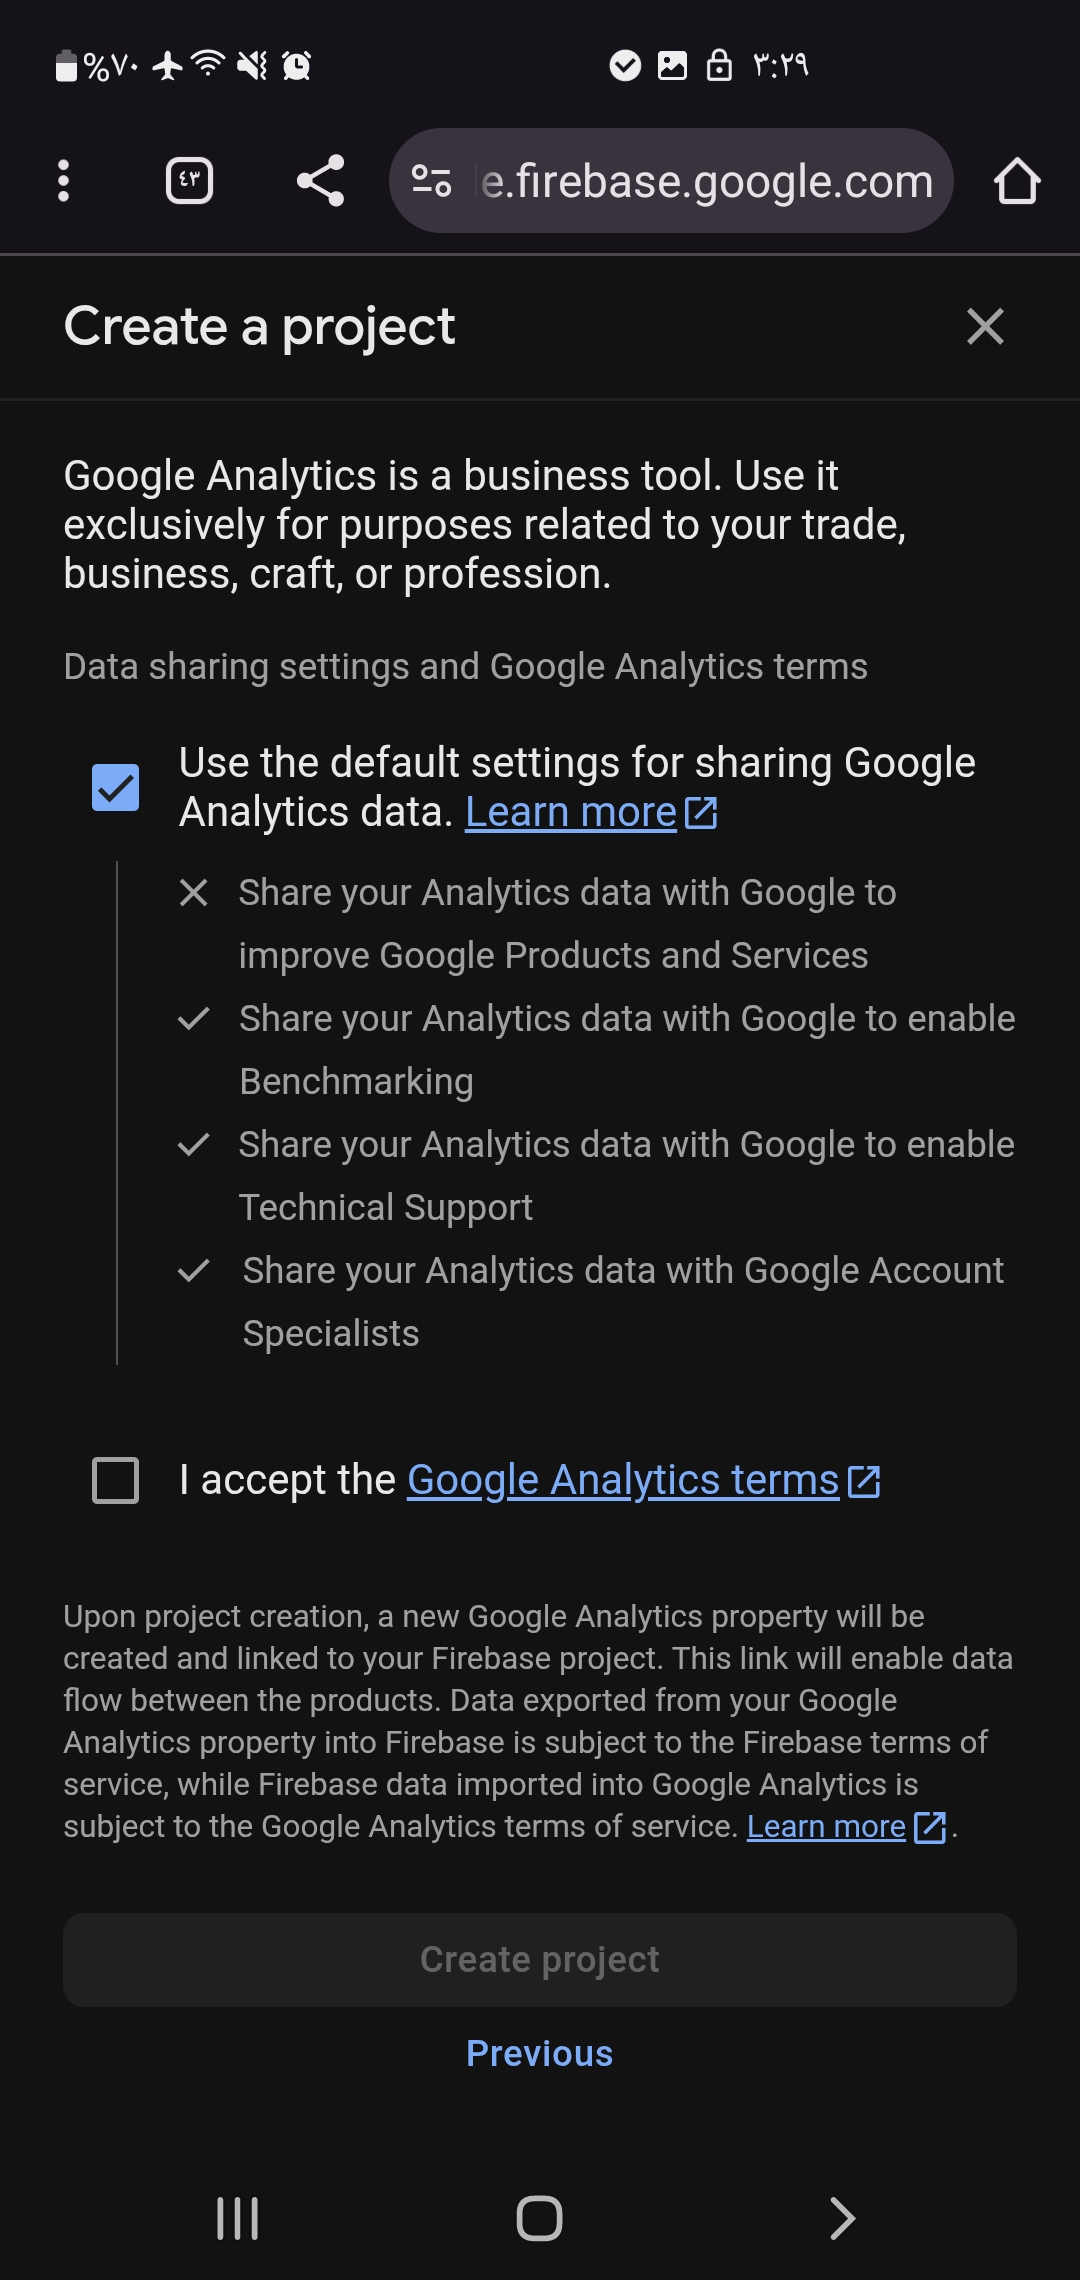 %٧٠
٣:٢٩
٤٣
e.firebase.google.com
Create a project
Google Analytics is a business tool. Use it
exclusively for purposes related to your trade,
business, craft, or profession.
Data sharing settings and Google Analytics terms
Use the default settings for sharing Google
Analytics data. Learn more
Share your Analytics data with Google to
improve Google Products and Services
Share your Analytics data with Google to enable
Benchmarking
Share your Analytics data with Google to enable
Technical Support
Share your Analytics data with Google Account
Specialists
I accept the Google Analytics terms
Upon project creation, a new Google Analytics property will be
created and linked to your Firebase project. This link will enable data
flow between the products. Data exported from your Google
Analytics property into Firebase is subject to the Firebase terms of
service, while Firebase data imported into Google Analytics is
subject to the Google Analytics terms of service. Learn more .
Create project
Previous